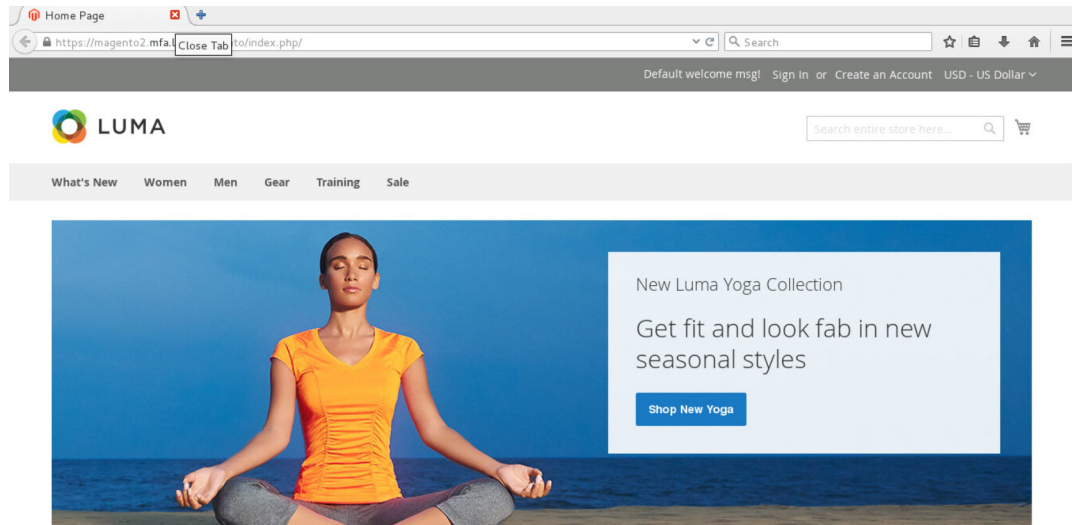 Home Page
https://magento2.mfa. to/index.php/
Close Tab
Search
Default welcome msg! Sign In or Create an Account USD - US Dollar
LUMA
Search entire store here...
What's New Women Men Gear Training Sale
New Luma Yoga Collection
Get fit and look fab in new
seasonal styles
Shop New Yoga